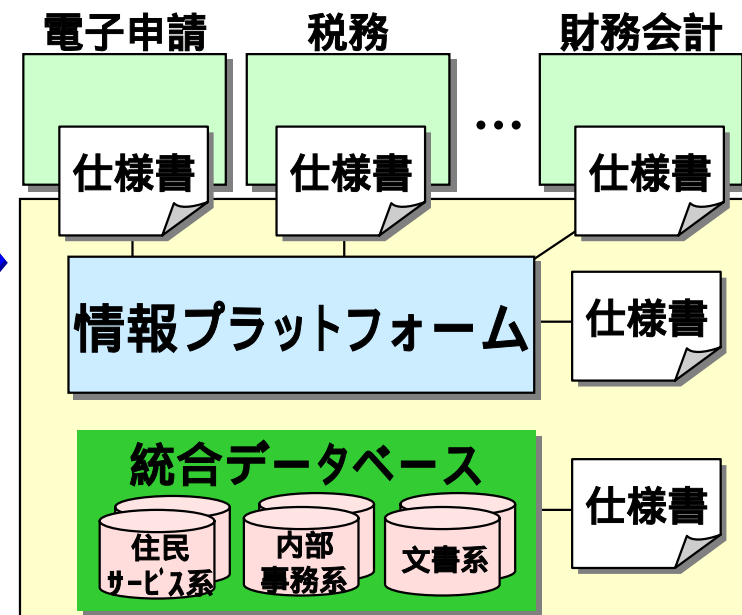 電子申請
税務
財務会計
…
仕様書
仕様書
仕様書
情報プラットフォーム
仕様書
統合データベース
仕様書
住民
サービス系
内部
事務系
文書系